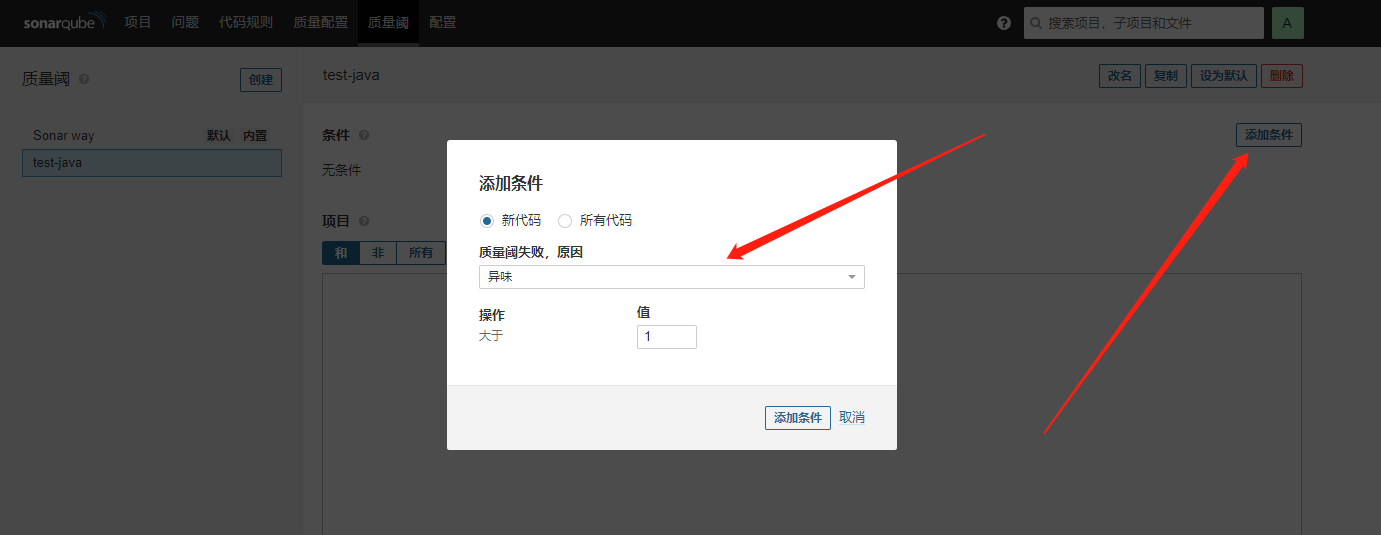 sonarqube 项目 问题 代码规则 质量配置 质量阈 配置 搜索项目，子项目和文件 A
质量阈 创建
Sonar way 默认 内置
test-java
test-java 改名 复制 设为默认 删除
条件 添加条件
无条件
项目
和 非 所有
添加条件
新代码 所有代码
质量阈失败，原因
异味
操作 值
大于 1
添加条件 取消